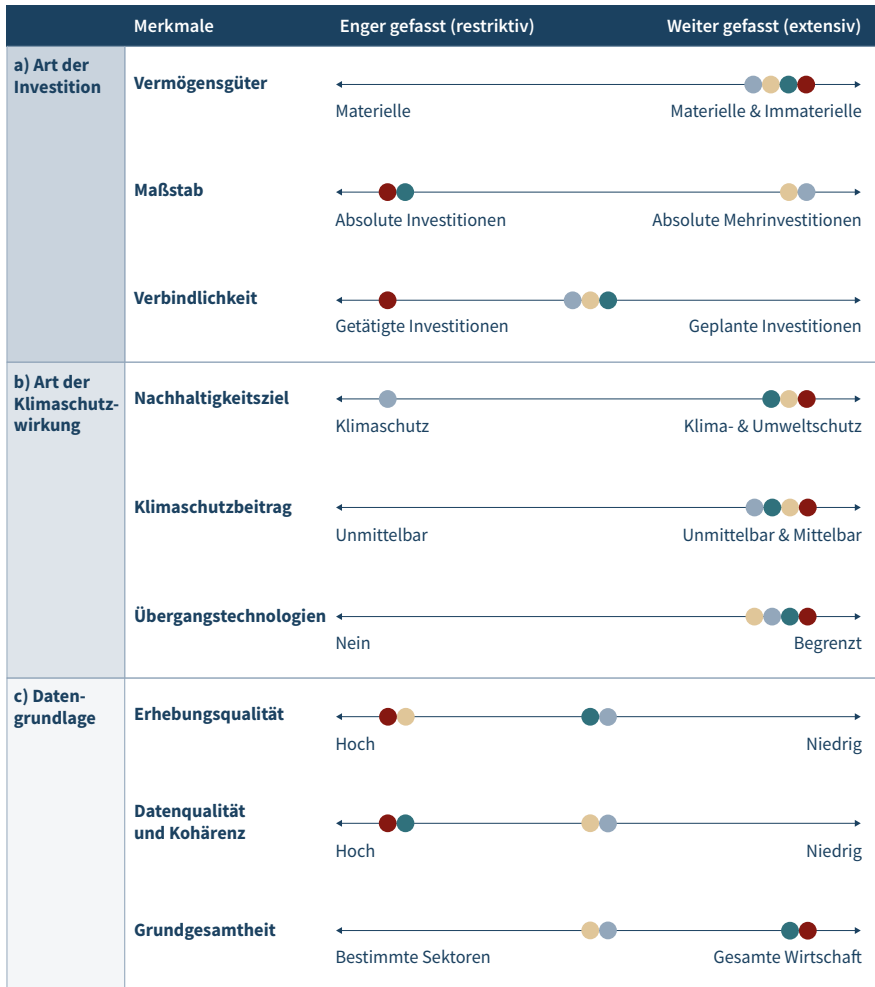 Merkmale Enger gefasst (restriktiv) Weiter gefasst (extensiv)
a) Art der
Investition
Vermögensgüter
Materielle Materielle & Immaterielle
Maßstab
Absolute Investitionen Absolute Mehrinvestitionen
Verbindlichkeit
Getätigte Investitionen Geplante Investitionen
b) Art der
Klimaschutz-
wirkung
Nachhaltigkeitsziel
Klimaschutz Klima- & Umweltschutz
Klimaschutzbeitrag
Unmittelbar Unmittelbar & Mittelbar
Übergangstechnologien
Nein Begrenzt
c) Daten-
grundlage
Erhebungsqualität
Hoch Niedrig
Datenqualität
und Kohärenz
Hoch Niedrig
Grundgesamtheit
Bestimmte Sektoren Gesamte Wirtschaft